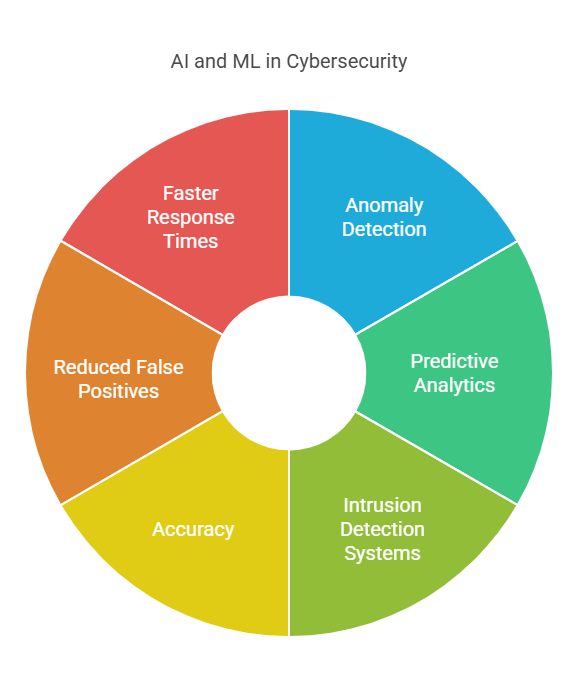 AI and ML in Cybersecurity
Faster
Response
Times
Anomaly
Detection
Reduced False
Positives
Predictive
Analytics
Accuracy
Intrusion
Detection
Systems